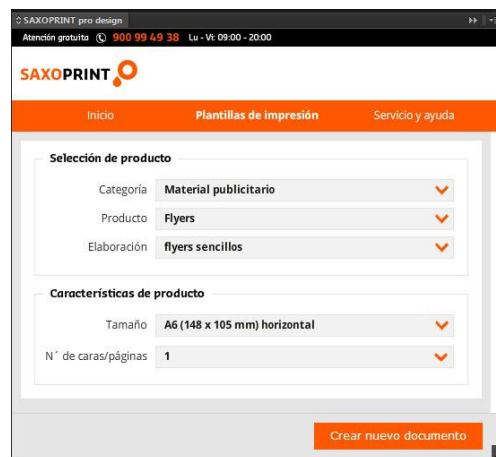 SAXOPRINT pro design
Atención gratuita 900 99 49 38 Lu - Vi: 09:00 - 20:00
SAXOPRINT
Inicio Plantillas de impresión Servicio y ayuda
Selección de producto
Categoría Material publicitario
Producto Flyers
Elaboración flyers sencillos
Características de producto
Tamaño A6 (148 x 105 mm) horizontal
N´ de caras/páginas 1
Crear nuevo documento